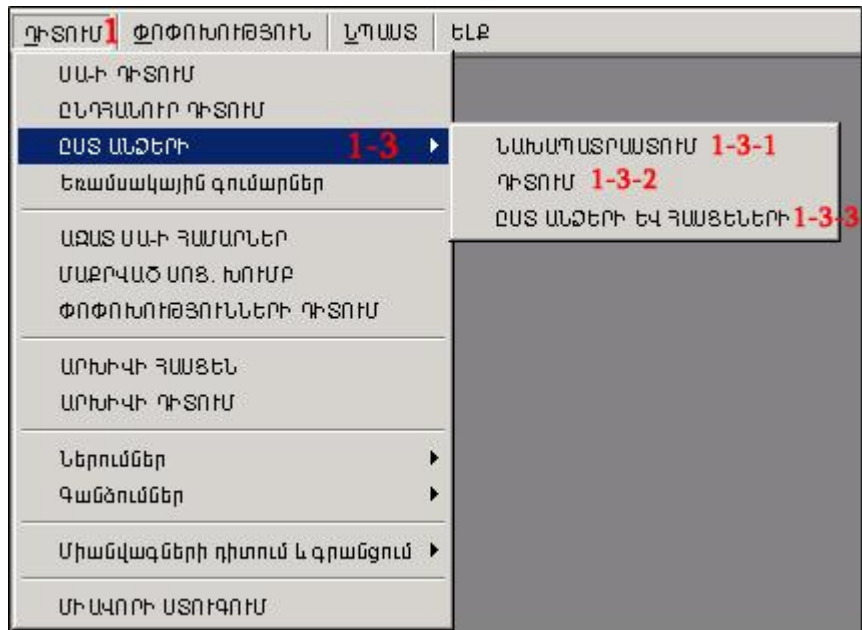 ԴԻՏՈՒՄ 1 ՓՈՓՈԽՈՒԹՅՈՒՆ ՆՊԱՍՏ ԵԼՔ
ՍԱ-Ի ԴԻՏՈՒՄ
ԸՆԴՀԱՆՈՒՐ ԴԻՏՈՒՄ
ԸՍՏ ԱՆՁԵՐԻ 1-3
Եռամսակային գումարներ
ԱԶԱՏ ՍԱ-Ի ՀԱՄԱՐՆԵՐ
ՄԱՔՐՎԱԾ ՍՈՑ. ԽՈՒՄԲ
ՓՈՓՈԽՈՒԹՅՈՒՆՆԵՐԻ ԴԻՏՈՒՄ
ԱՐԽԻՎԻ ՀԱՍՑԵՆ
ԱՐԽԻՎԻ ԴԻՏՈՒՄ
Ներումներ
Գանձումներ
Միանվագների դիտում և գրանցում
ՄԻԱՎՈՐԻ ՍՏՈՒԳՈՒՄ
ՆԱԽԱՊԱՏՐԱՍՏՈՒՄ 1-3-1
ԴԻՏՈՒՄ 1-3-2
ԸՍՏ ԱՆՁԵՐԻ ԵՎ ՀԱՍՑԵՆԵՐԻ 1-3-3